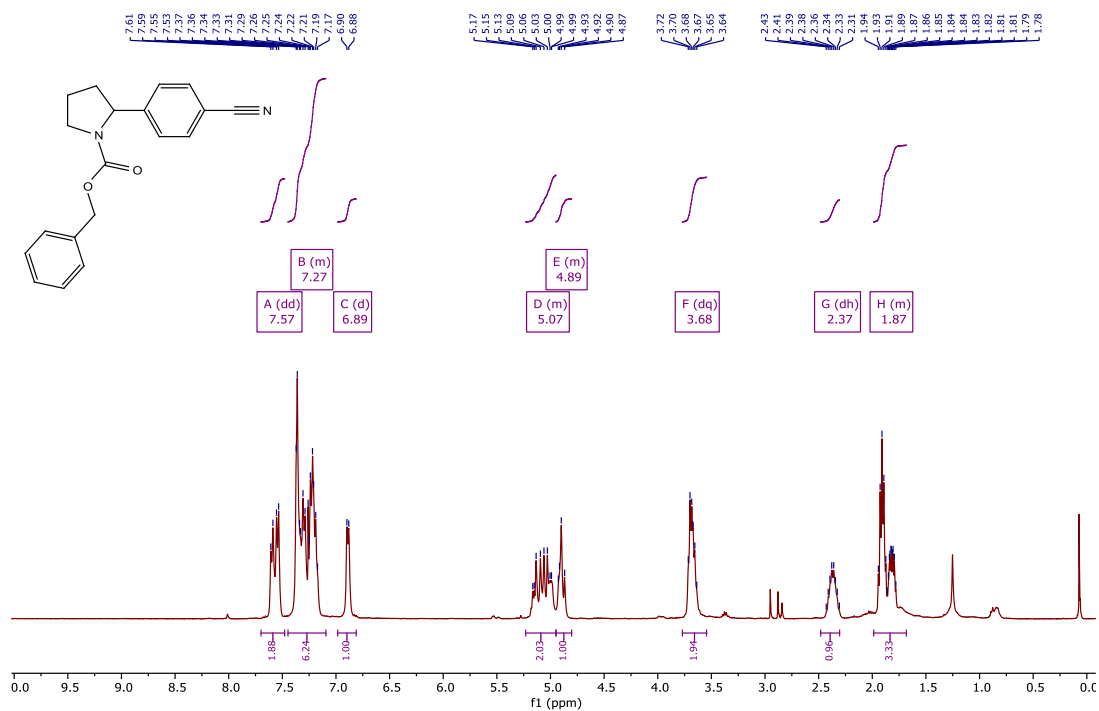 7.61 7.59 7.55 7.53 7.37 7.36 7.34 7.33 7.31 7.29 7.26 7.25 7.24 7.22 7.21 7.19 7.17 6.90 6.88 5.17 5.15 5.13 5.09 5.06 5.03 5.00 4.99 4.99 4.93 4.92 4.90 4.87 3.72 3.70 3.68 3.67 3.65 3.64 2.43 2.41 2.39 2.38 2.36 2.34 2.33 2.31 1.94 1.93 1.91 1.89 1.87 1.86 1.85 1.84 1.84 1.83 1.82 1.81 1.81 1.79 1.78
N
N
O
O
B (m)
7.27
E (m)
4.89
A (dd)
7.57
C (d)
6.89
D (m)
5.07
F (dq)
3.68
G (dh)
2.37
H (m)
1.87
1.88 6.24 1.00 2.03 1.00 1.94 0.96 3.33
0.0 9.5 9.0 8.5 8.0 7.5 7.0 6.5 6.0 5.5 5.0 4.5 4.0 3.5 3.0 2.5 2.0 1.5 1.0 0.5 -0.0
f1 (ppm)